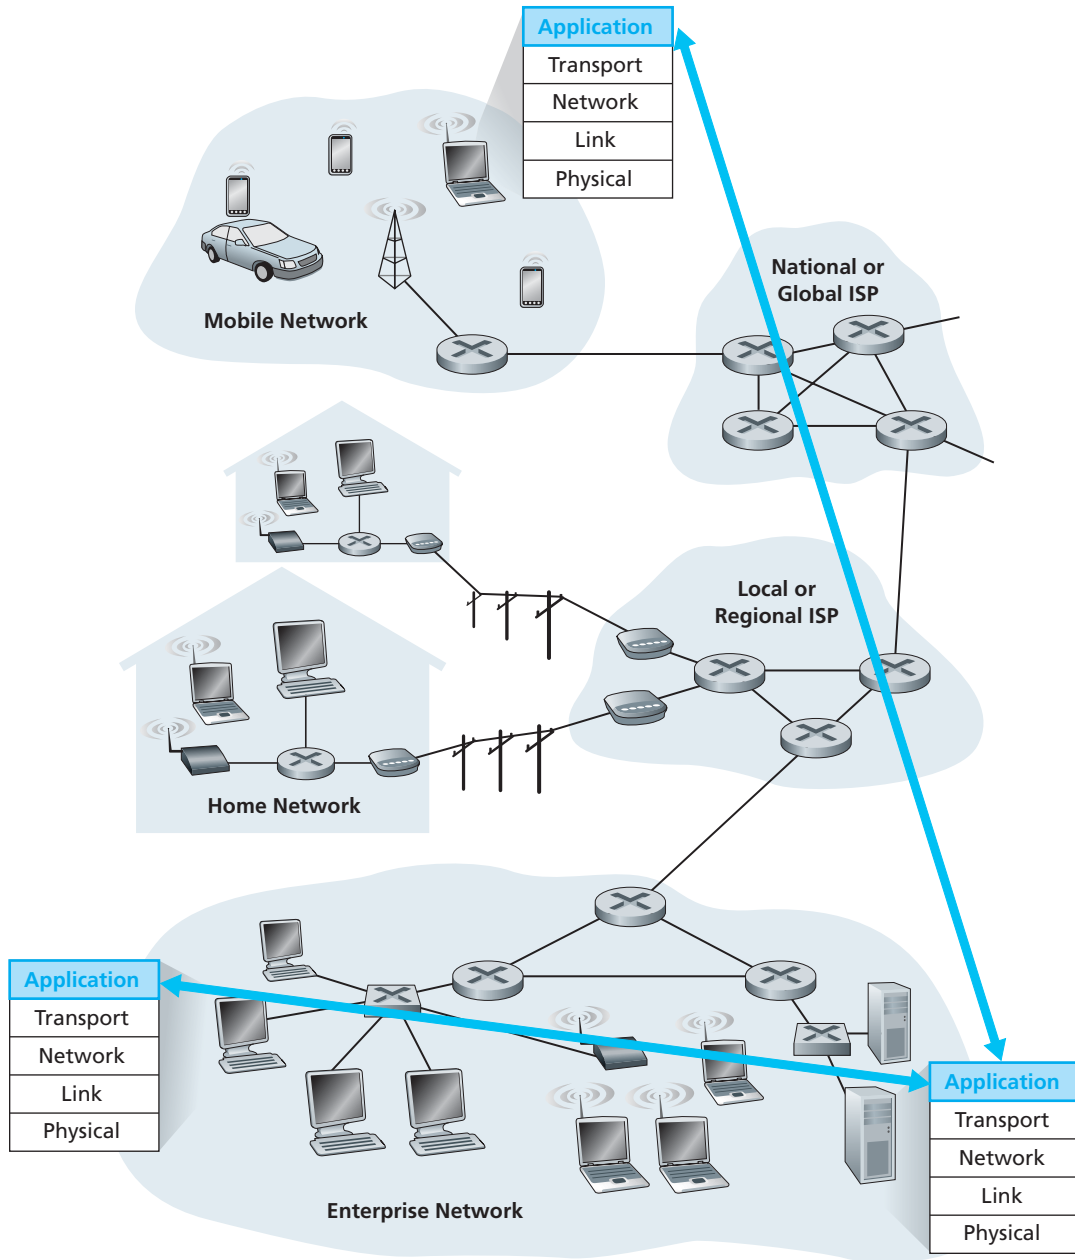 Application
Transport
Network
Link
Physical
National or
Global ISP
Mobile Network
Local or
Regional ISP
Home Network
Application
Transport
Network
Link
Physical
Application
Transport
Network
Link
Physical
Enterprise Network